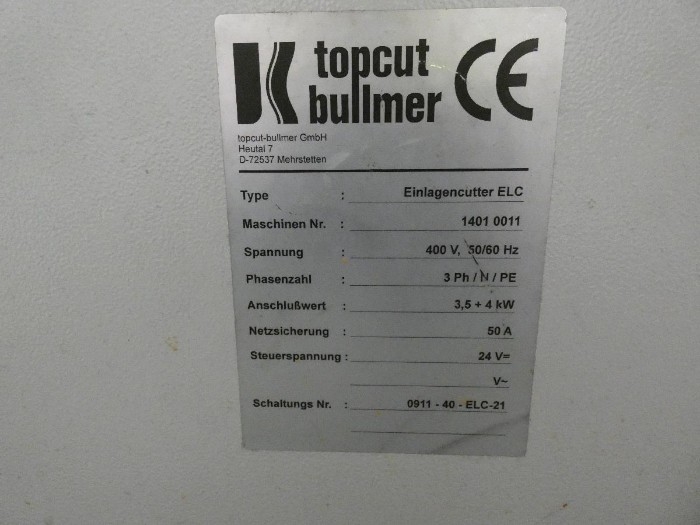 topcut
bullmer CE
topcut-bullmer GmbH
Heutal 7
D-72537 Mehrstetten
Type : Einlagencutter ELC
Maschinen Nr. : 1401 0011
Spannung : 400 V, 50/60 Hz
Phasenzahl : 3 Ph / N / PE
Anschlußwert : 3,5 + 4 kW
Netzsicherung : 50 A
Steuerspannung : 24 V=
V~
Schaltungs Nr. : 0911 - 40 - ELC-21